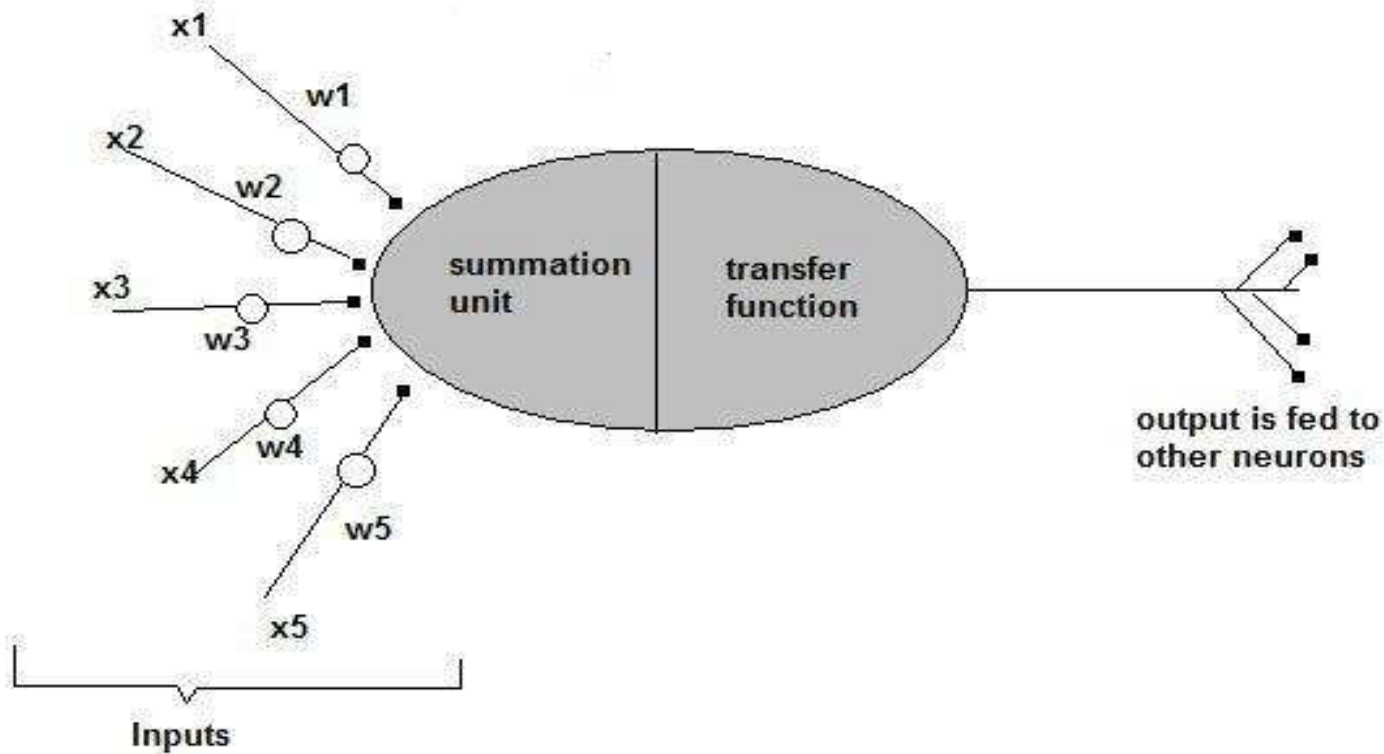 x1
w1
x2
w2
x3
w3
x4
w4
x5
w5
summation
unit
transfer
function
output is fed to
other neurons
Inputs